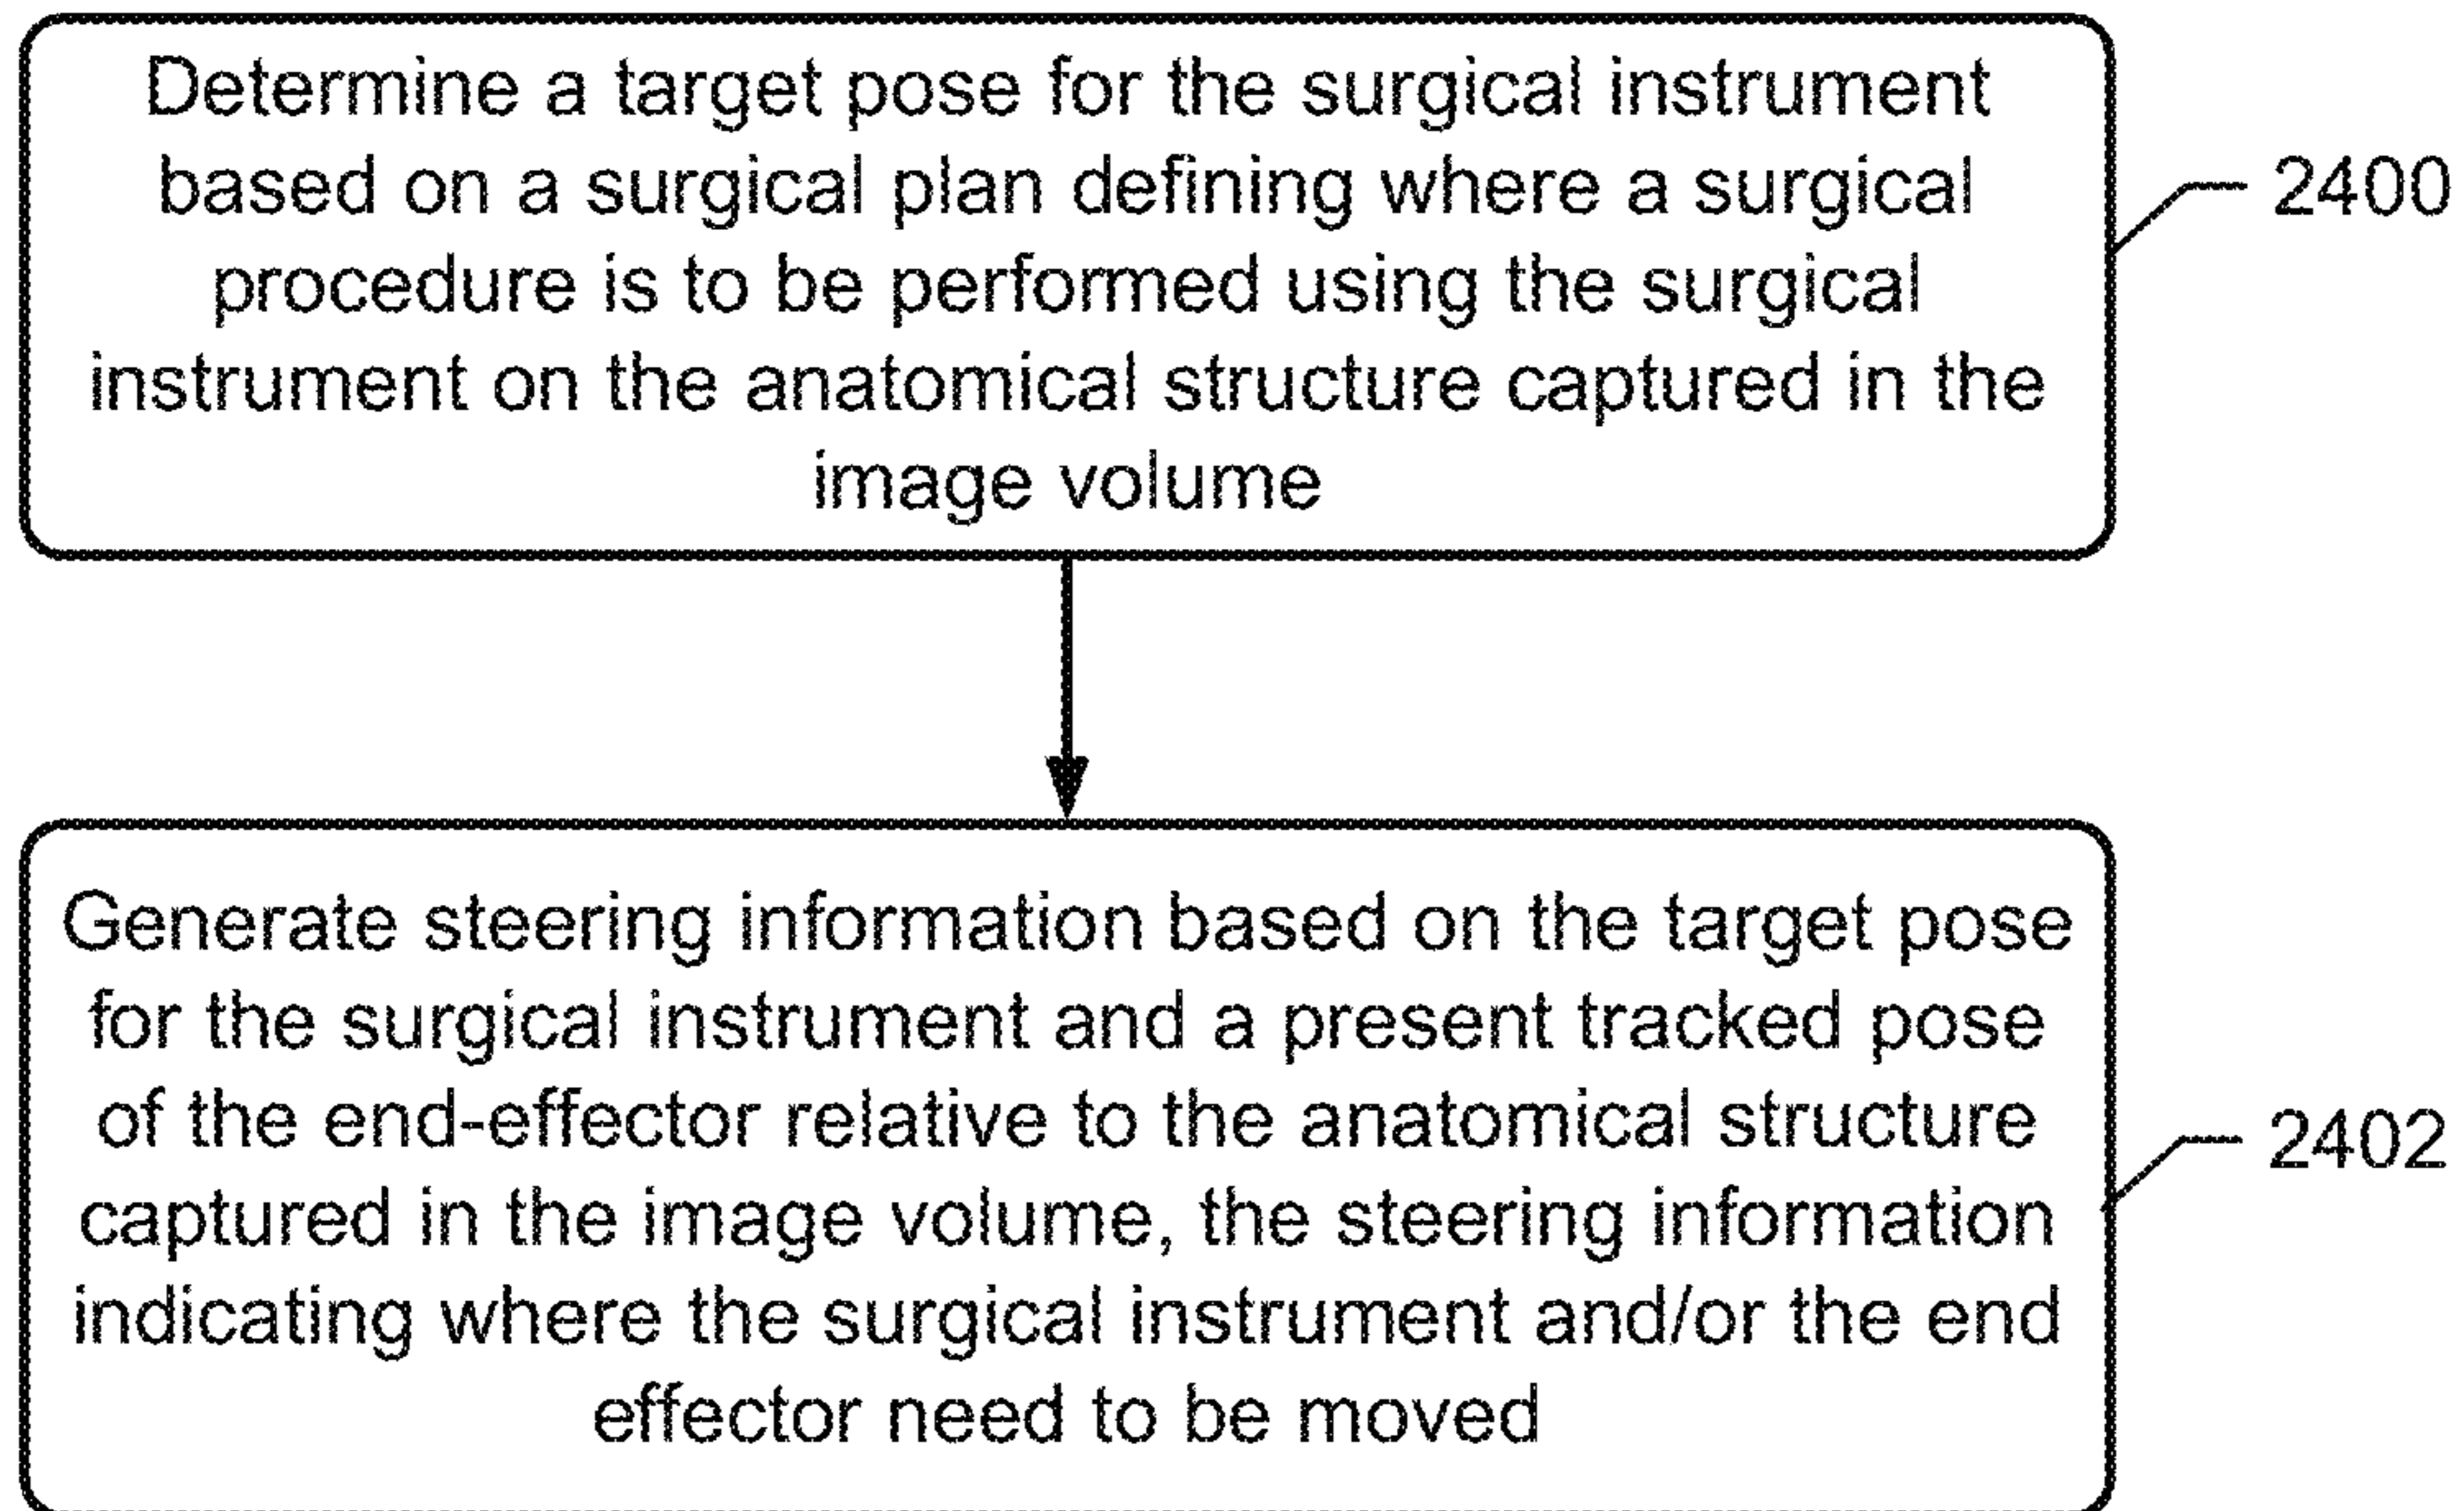 Determine a target pose for the surgical instrument
based on a surgical plan defining where a surgical
procedure is to be performed using the surgical
instrument on the anatomical structure captured in the
image volume
2400
Generate steering information based on the target pose
for the surgical instrument and a present tracked pose
of the end-effector relative to the anatomical structure
captured in the image volume, the steering information
indicating where the surgical instrument and/or the end
effector need to be moved
2402